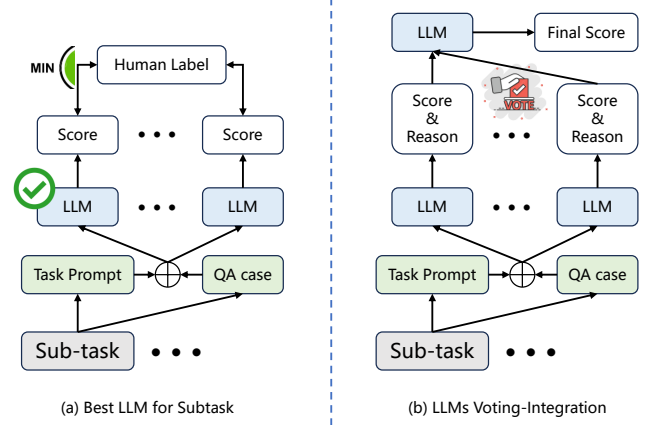 MIN
Human Label
Score
Score
LLM
LLM
Task Prompt
QA case
Sub-task
(a) Best LLM for Subtask
LLM
Final Score
Score
&
Reason
VOTE
Score
&
Reason
LLM
LLM
Task Prompt
QA case
Sub-task
(b) LLMs Voting-Integration